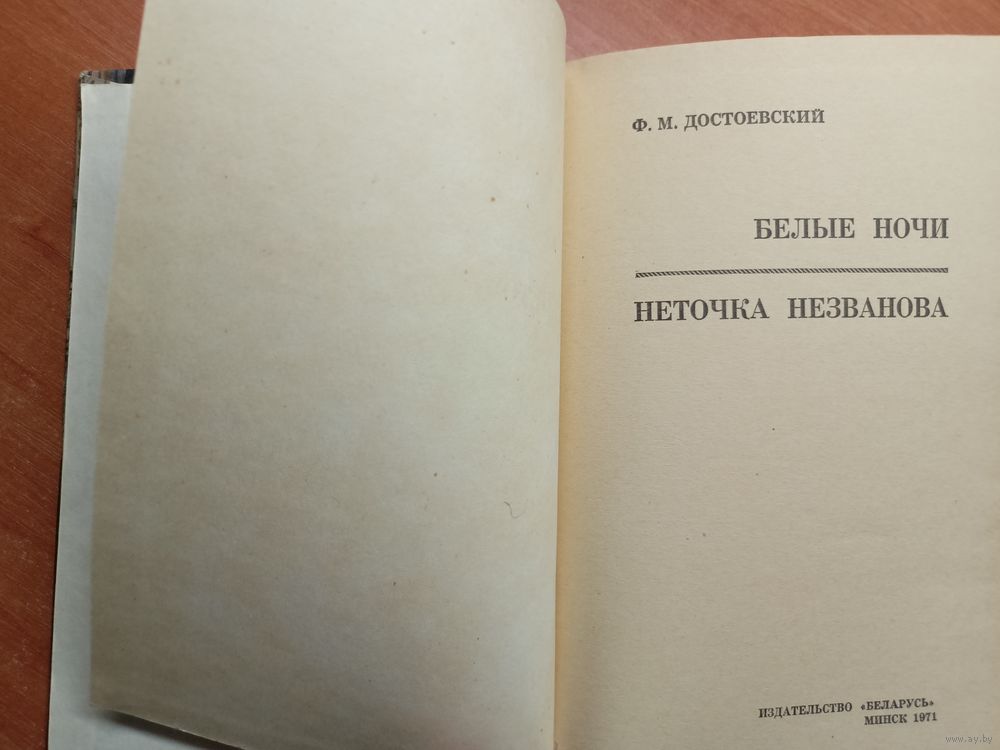 Ф. М. ДОСТОЕВСКИЙ
БЕЛЫЕ НОЧИ
НЕТОЧКА НЕЗВАНОВА
ИЗДАТЕЛЬСТВО «БЕЛАРУСЬ»
МИНСК 1971
www.ay.by